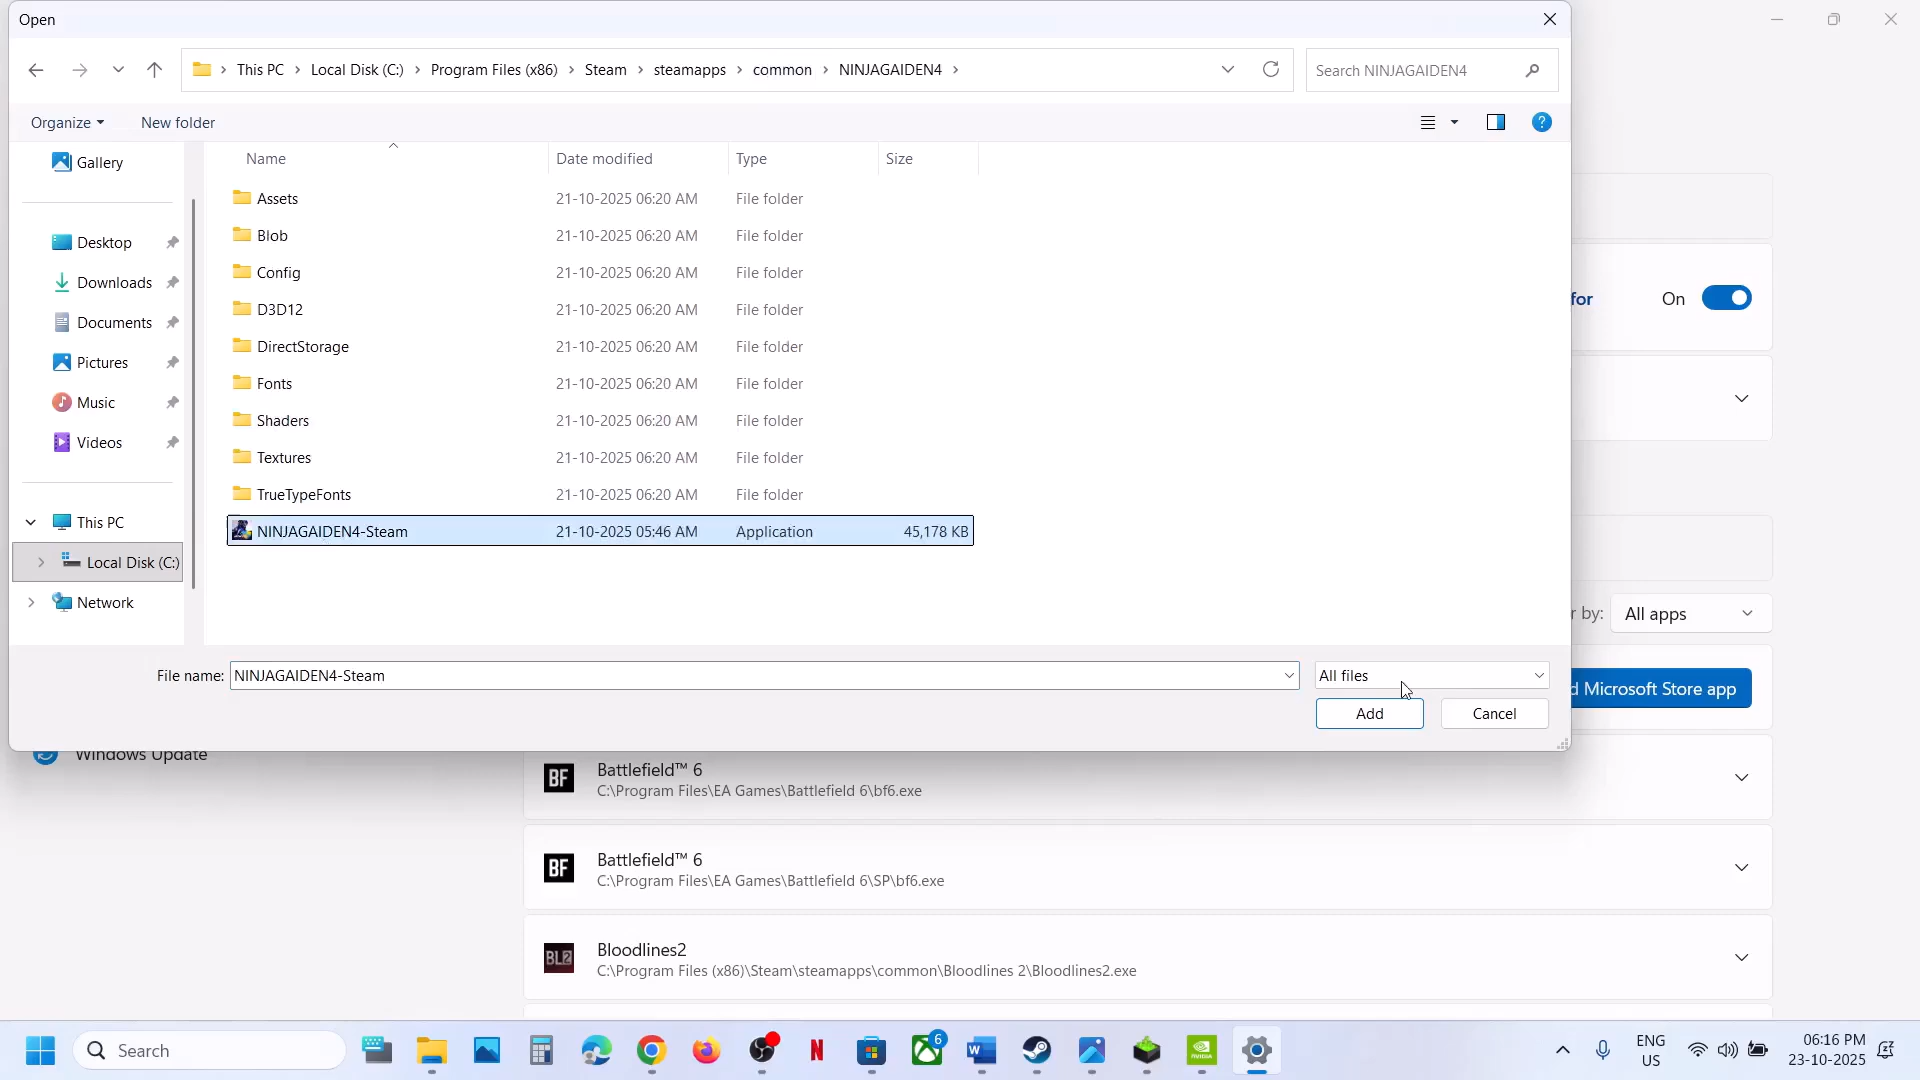 Open
This PC > Local Disk (C:) > Program Files (x86) > Steam > steamapps > common > NINJAGAIDEN4 >
Search NINJAGAIDEN4
Organize
New folder
Gallery
Desktop
Downloads
Documents
Pictures
Music
Videos
This PC
Local Disk (C:)
Network
Name Date modified Type Size
Assets 21-10-2025 06:20 AM File folder
Blob 21-10-2025 06:20 AM File folder
Config 21-10-2025 06:20 AM File folder
D3D12 21-10-2025 06:20 AM File folder
DirectStorage 21-10-2025 06:20 AM File folder
Fonts 21-10-2025 06:20 AM File folder
Shaders 21-10-2025 06:20 AM File folder
Textures 21-10-2025 06:20 AM File folder
TrueTypeFonts 21-10-2025 06:20 AM File folder
NINJAGAIDEN4-Steam 21-10-2025 05:46 AM Application 45,178 KB
File name: NINJAGAIDEN4-Steam
All files
Add Cancel
for On
r by: All apps
d Microsoft Store app
Windows Update
BF Battlefield™ 6
C:\Program Files\EA Games\Battlefield 6\bf6.exe
BF Battlefield™ 6
C:\Program Files\EA Games\Battlefield 6\SP\bf6.exe
BL2 Bloodlines2
C:\Program Files (x86)\Steam\steamapps\common\Bloodlines 2\Bloodlines2.exe
Search
6
ENG
US
06:16 PM
23-10-2025